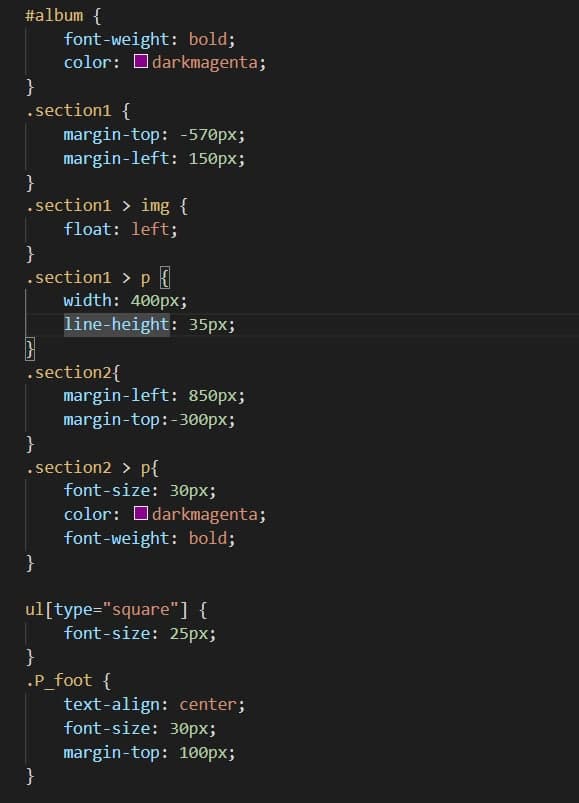 #album {
    font-weight: bold;
    color: darkmagenta;
}
.section1 {
    margin-top: -570px;
    margin-left: 150px;
}
.section1 > img {
    float: left;
}
.section1 > p {
    width: 400px;
    line-height: 35px;
}
.section2{
    margin-left: 850px;
    margin-top:-300px;
}
.section2 > p{
    font-size: 30px;
    color: darkmagenta;
    font-weight: bold;
}

ul[type="square"] {
    font-size: 25px;
}
.P_foot {
    text-align: center;
    font-size: 30px;
    margin-top: 100px;
}